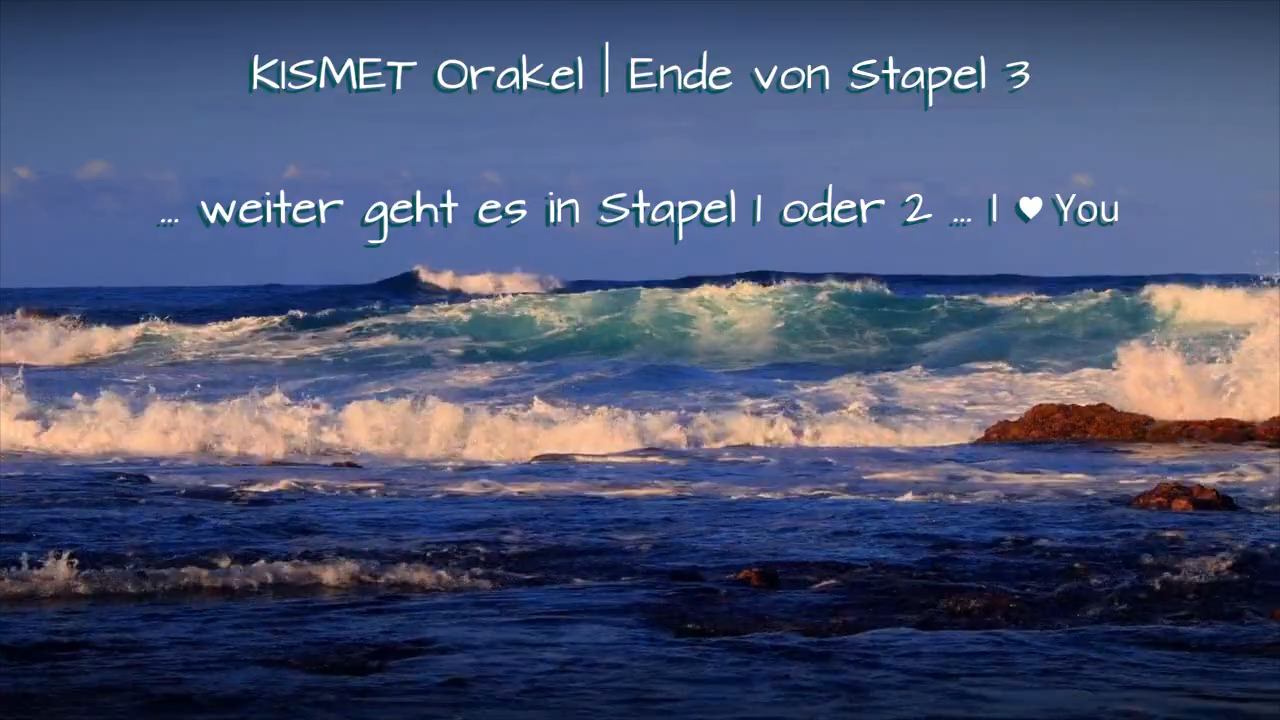 KISMET Orakel | Ende von Stapel 3
... weiter geht es in Stapel 1 oder 2 ... I ♥ You